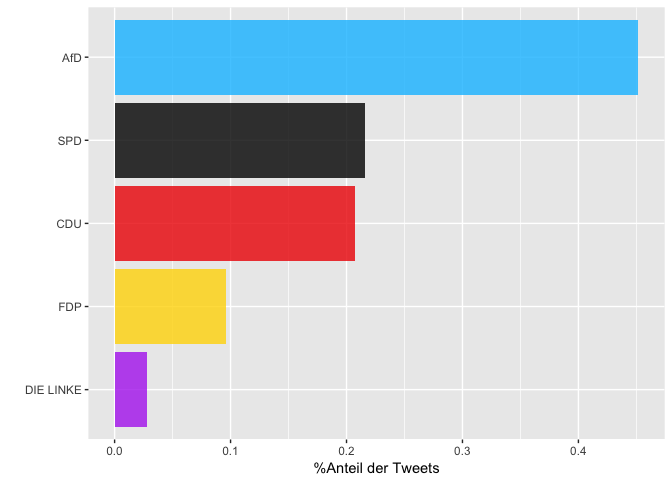 AfD
SPD
CDU
FDP
DIE LINKE
0.0 0.1 0.2 0.3 0.4
%Anteil der Tweets